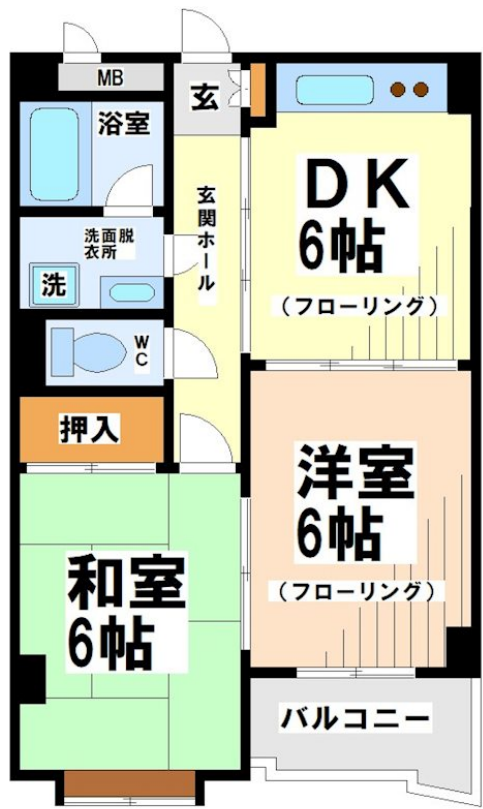 MB
玄
浴室
DK
6帖
(フローリング)
玄関ホール
洗面脱
衣所
洗
WC
押入
洋室
6帖
(フローリング)
和室
6帖
バルコニー